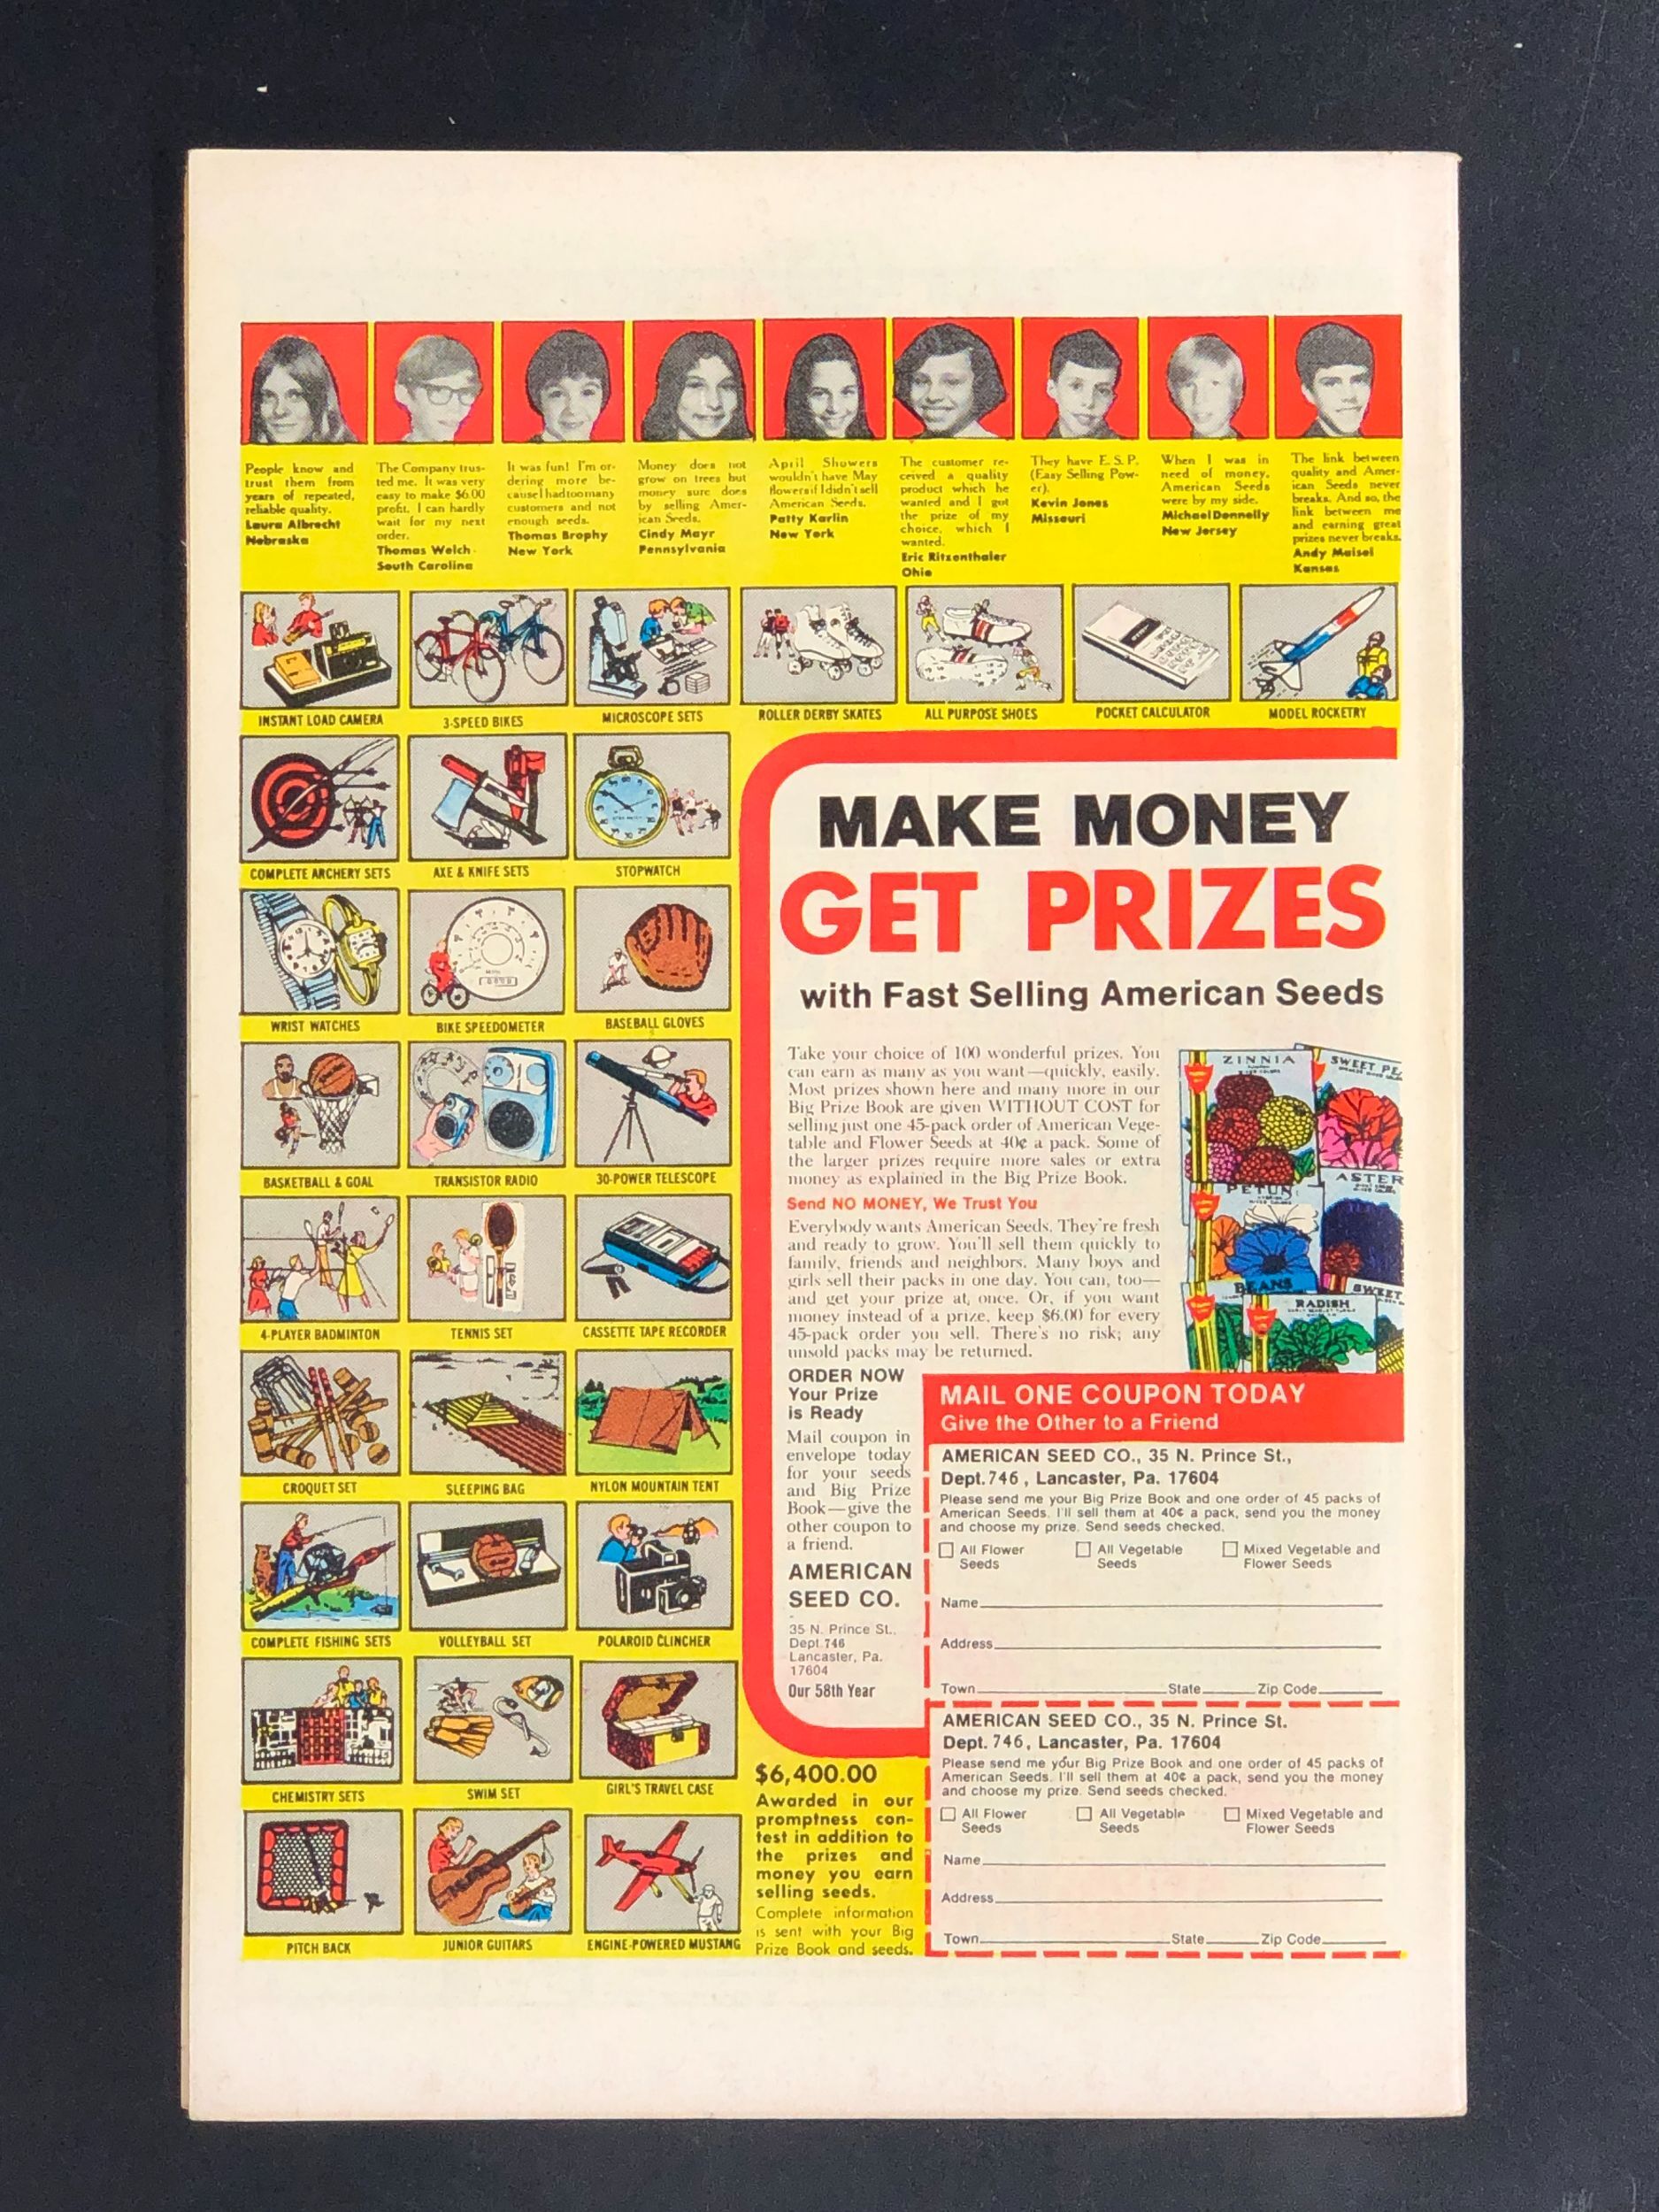 People know and
trust them from
years of repeated,
reliable quality.
Laura Albrecht
Nebraska
The Company trus-
ted me. It was very
easy to make $6.00
profit. I can hardly
wait for my next
order.
Thomas Welch
South Carolina
It was fun! I'm or-
dering more be-
cause I had too many
customers and not
enough seeds.
Thomas Brophy
New York
Money does not
grow on trees but
money sure does
by selling Amer-
ican Seeds.
Cindy Mayr
Pennsylvania
April Showers
wouldn't have May
flowers if I didn't sell
American Seeds.
Patty Karlin
New York
The customer re-
ceived a quality
product which he
wanted and I got
the prize of my
choice, which I
wanted.
Eric Ritzenthaler
Ohio
They have E. S. P.
(Easy Selling Pow-
er).
Kevin Jones
Missouri
When I was in
need of money,
American Seeds
were by my side.
Michael Donnelly
New Jersey
The link between
quality and Amer-
ican Seeds never
breaks. And so, the
link between me
and earning great
prizes never breaks.
Andy Maisel
Kansas
INSTANT LOAD CAMERA
3-SPEED BIKES
MICROSCOPE SETS
ROLLER DERBY SKATES
ALL PURPOSE SHOES
POCKET CALCULATOR
MODEL ROCKETRY
COMPLETE ARCHERY SETS
AXE & KNIFE SETS
STOPWATCH
WRIST WATCHES
BIKE SPEEDOMETER
BASEBALL GLOVES
BASKETBALL & GOAL
TRANSISTOR RADIO
30-POWER TELESCOPE
4-PLAYER BADMINTON
TENNIS SET
CASSETTE TAPE RECORDER
CROQUET SET
SLEEPING BAG
NYLON MOUNTAIN TENT
COMPLETE FISHING SETS
VOLLEYBALL SET
POLAROID CLINCHER
CHEMISTRY SETS
SWIM SET
GIRL'S TRAVEL CASE
PITCH BACK
JUNIOR GUITARS
ENGINE-POWERED MUSTANG
MAKE MONEY
GET PRIZES
with Fast Selling American Seeds
Take your choice of 100 wonderful prizes. You
can earn as many as you want—quickly, easily.
Most prizes shown here and many more in our
Big Prize Book are given WITHOUT COST for
selling just one 45-pack order of American Vege-
table and Flower Seeds at 40¢ a pack. Some of
the larger prizes require more sales or extra
money as explained in the Big Prize Book.
Send NO MONEY, We Trust You
Everybody wants American Seeds. They're fresh
and ready to grow. You'll sell them quickly to
family, friends and neighbors. Many boys and
girls sell their packs in one day. You can, too—
and get your prize at once. Or, if you want
money instead of a prize, keep $6.00 for every
45-pack order you sell. There's no risk; any
unsold packs may be returned.
ZINNIA
SWEET PEA
ASTER
PETUN
BEANS
RADISH
SWEET
ORDER NOW
Your Prize
is Ready
Mail coupon in
envelope today
for your seeds
and Big Prize
Book—give the
other coupon to
a friend.
AMERICAN
SEED CO.
35 N. Prince St.,
Dept. 746
Lancaster, Pa.
17604
Our 58th Year
MAIL ONE COUPON TODAY
Give the Other to a Friend
AMERICAN SEED CO., 35 N. Prince St.,
Dept. 746, Lancaster, Pa. 17604
Please send me your Big Prize Book and one order of 45 packs of
American Seeds. I'll sell them at 40¢ a pack, send you the money
and choose my prize. Send seeds checked.
All Flower Seeds
All Vegetable Seeds
Mixed Vegetable and Flower Seeds
Name
Address
Town State Zip Code
AMERICAN SEED CO., 35 N. Prince St.
Dept. 746, Lancaster, Pa. 17604
Please send me your Big Prize Book and one order of 45 packs of
American Seeds. I'll sell them at 40¢ a pack, send you the money
and choose my prize. Send seeds checked.
All Flower Seeds
All Vegetable Seeds
Mixed Vegetable and Flower Seeds
Name
Address
Town State Zip Code
$6,400.00
Awarded in our
promptness con-
test in addition to
the prizes and
money you earn
selling seeds.
Complete information
is sent with your Big
Prize Book and seeds.